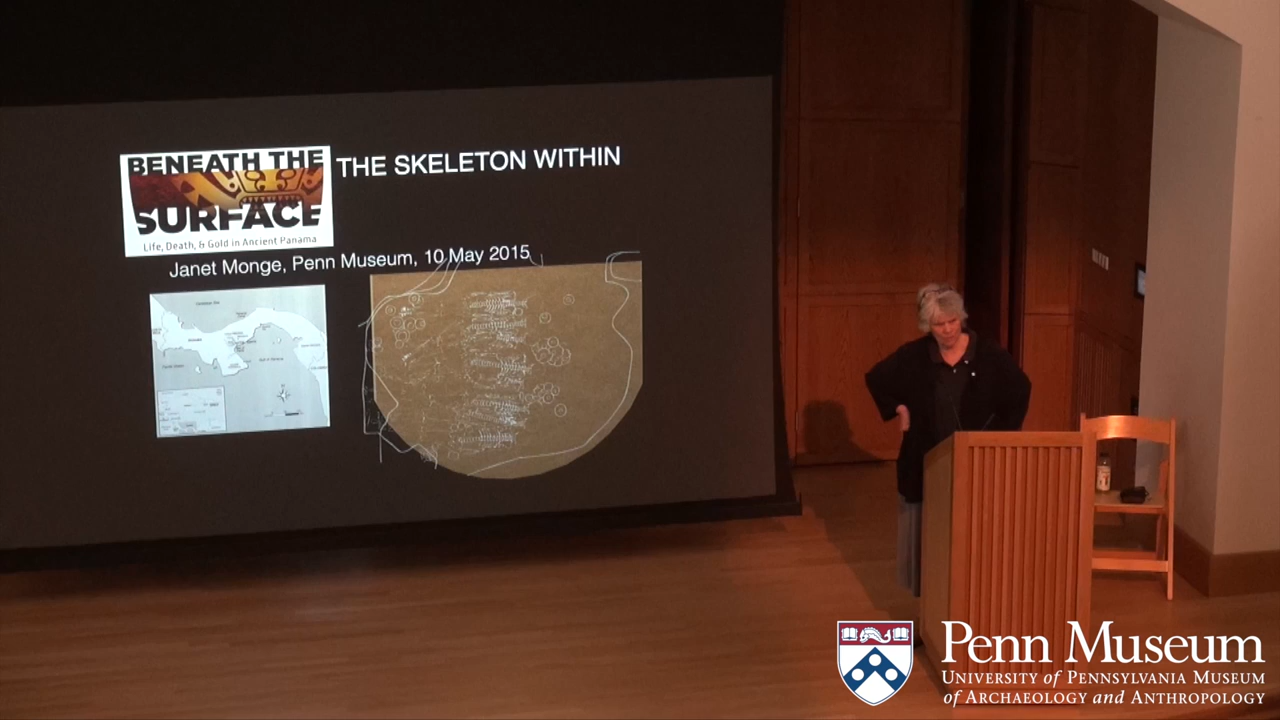 BENEATH THE
SURFACE
Life, Death, & Gold in Ancient Panama
THE SKELETON WITHIN
Janet Monge, Penn Museum, 10 May 2015
Penn Museum
UNIVERSITY of PENNSYLVANIA MUSEUM
of ARCHAEOLOGY and ANTHROPOLOGY